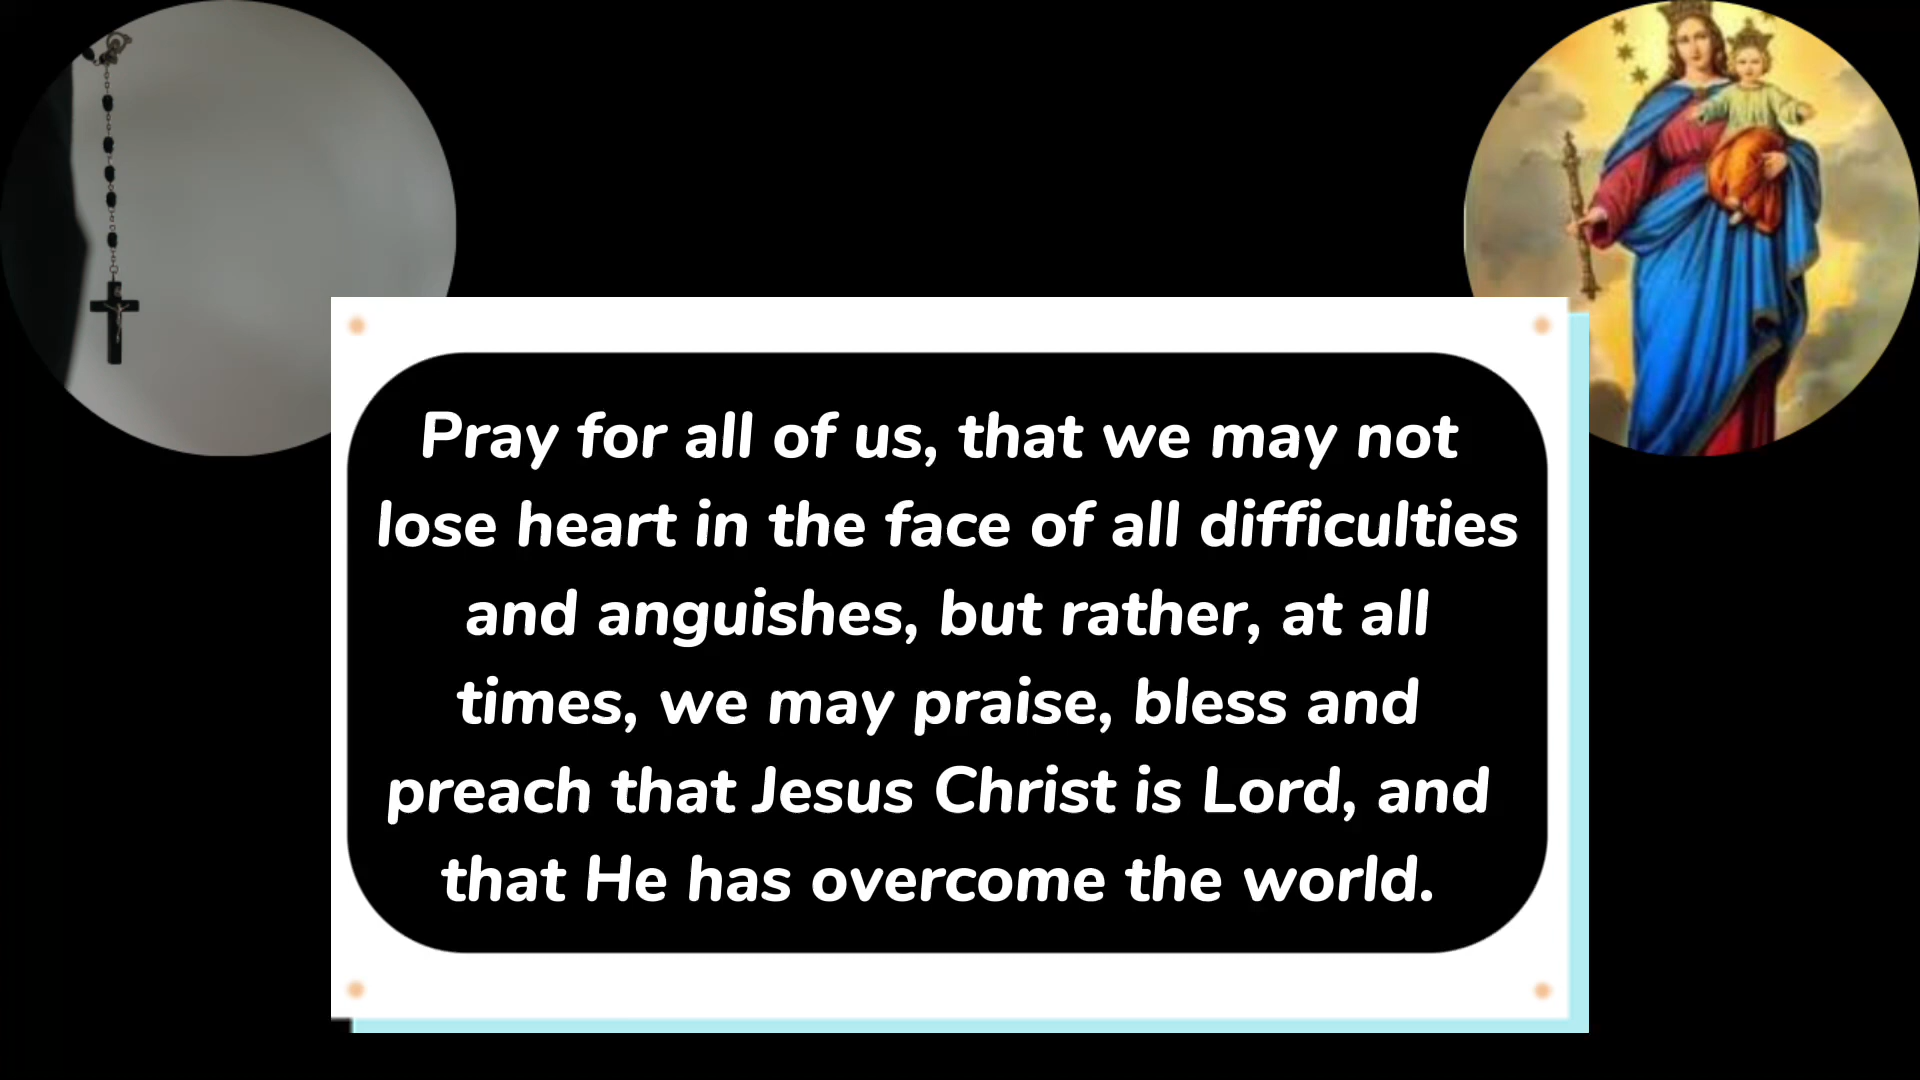 Pray for all of us, that we may not
lose heart in the face of all difficulties
and anguishes, but rather, at all
times, we may praise, bless and
preach that Jesus Christ is Lord, and
that He has overcome the world.